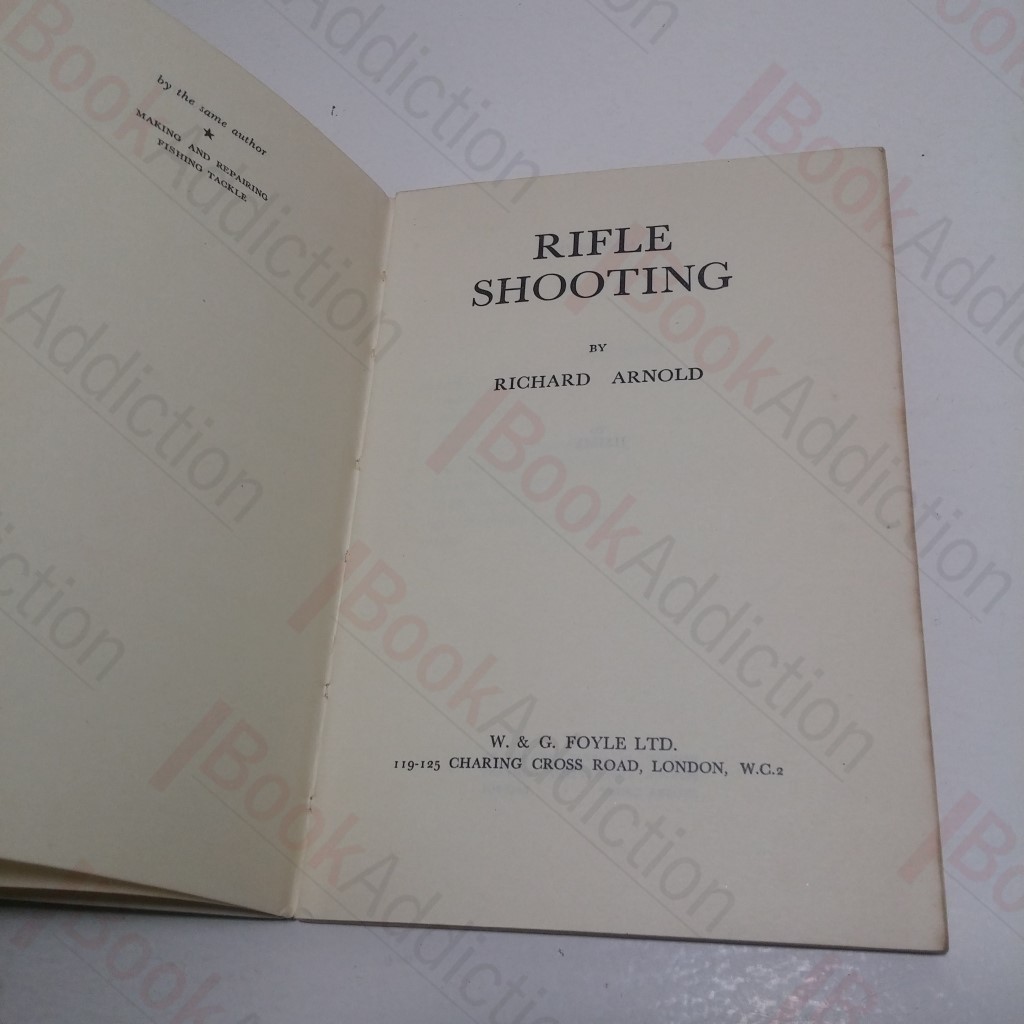 by the same author
★
MAKING AND REPAIRING
FISHING TACKLE
RIFLE
SHOOTING
BY
RICHARD ARNOLD
W. & G. FOYLE LTD.
119-125 CHARING CROSS ROAD, LONDON, W.C.2
BookAddiction